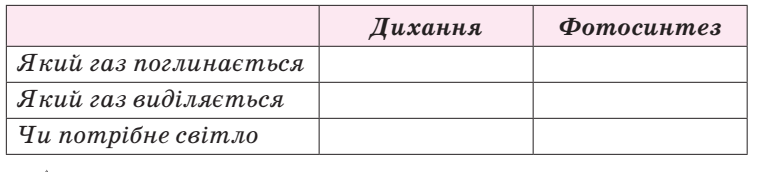 Дихання Фотосинтез
Який газ поглинається
Який газ виділяється
Чи потрібне світло